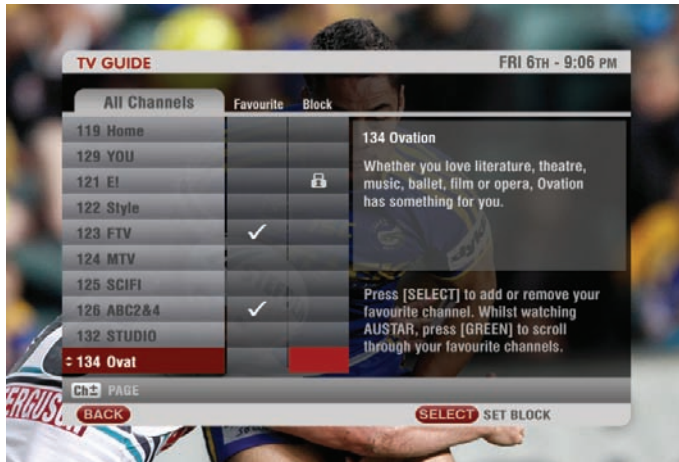 TV GUIDE
FRI 6TH - 9:06 PM
All Channels
Favourite
Block
119 Home
129 YOU
121 E!
122 Style
123 FTV
124 MTV
125 SCIFI
126 ABC2&4
132 STUDIO
134 Ovat
134 Ovation
Whether you love literature, theatre,
music, ballet, film or opera, Ovation
has something for you.
Press [SELECT] to add or remove your
favourite channel. Whilst watching
AUSTAR, press [GREEN] to scroll
through your favourite channels.
Ch± PAGE
BACK
SELECT SET BLOCK